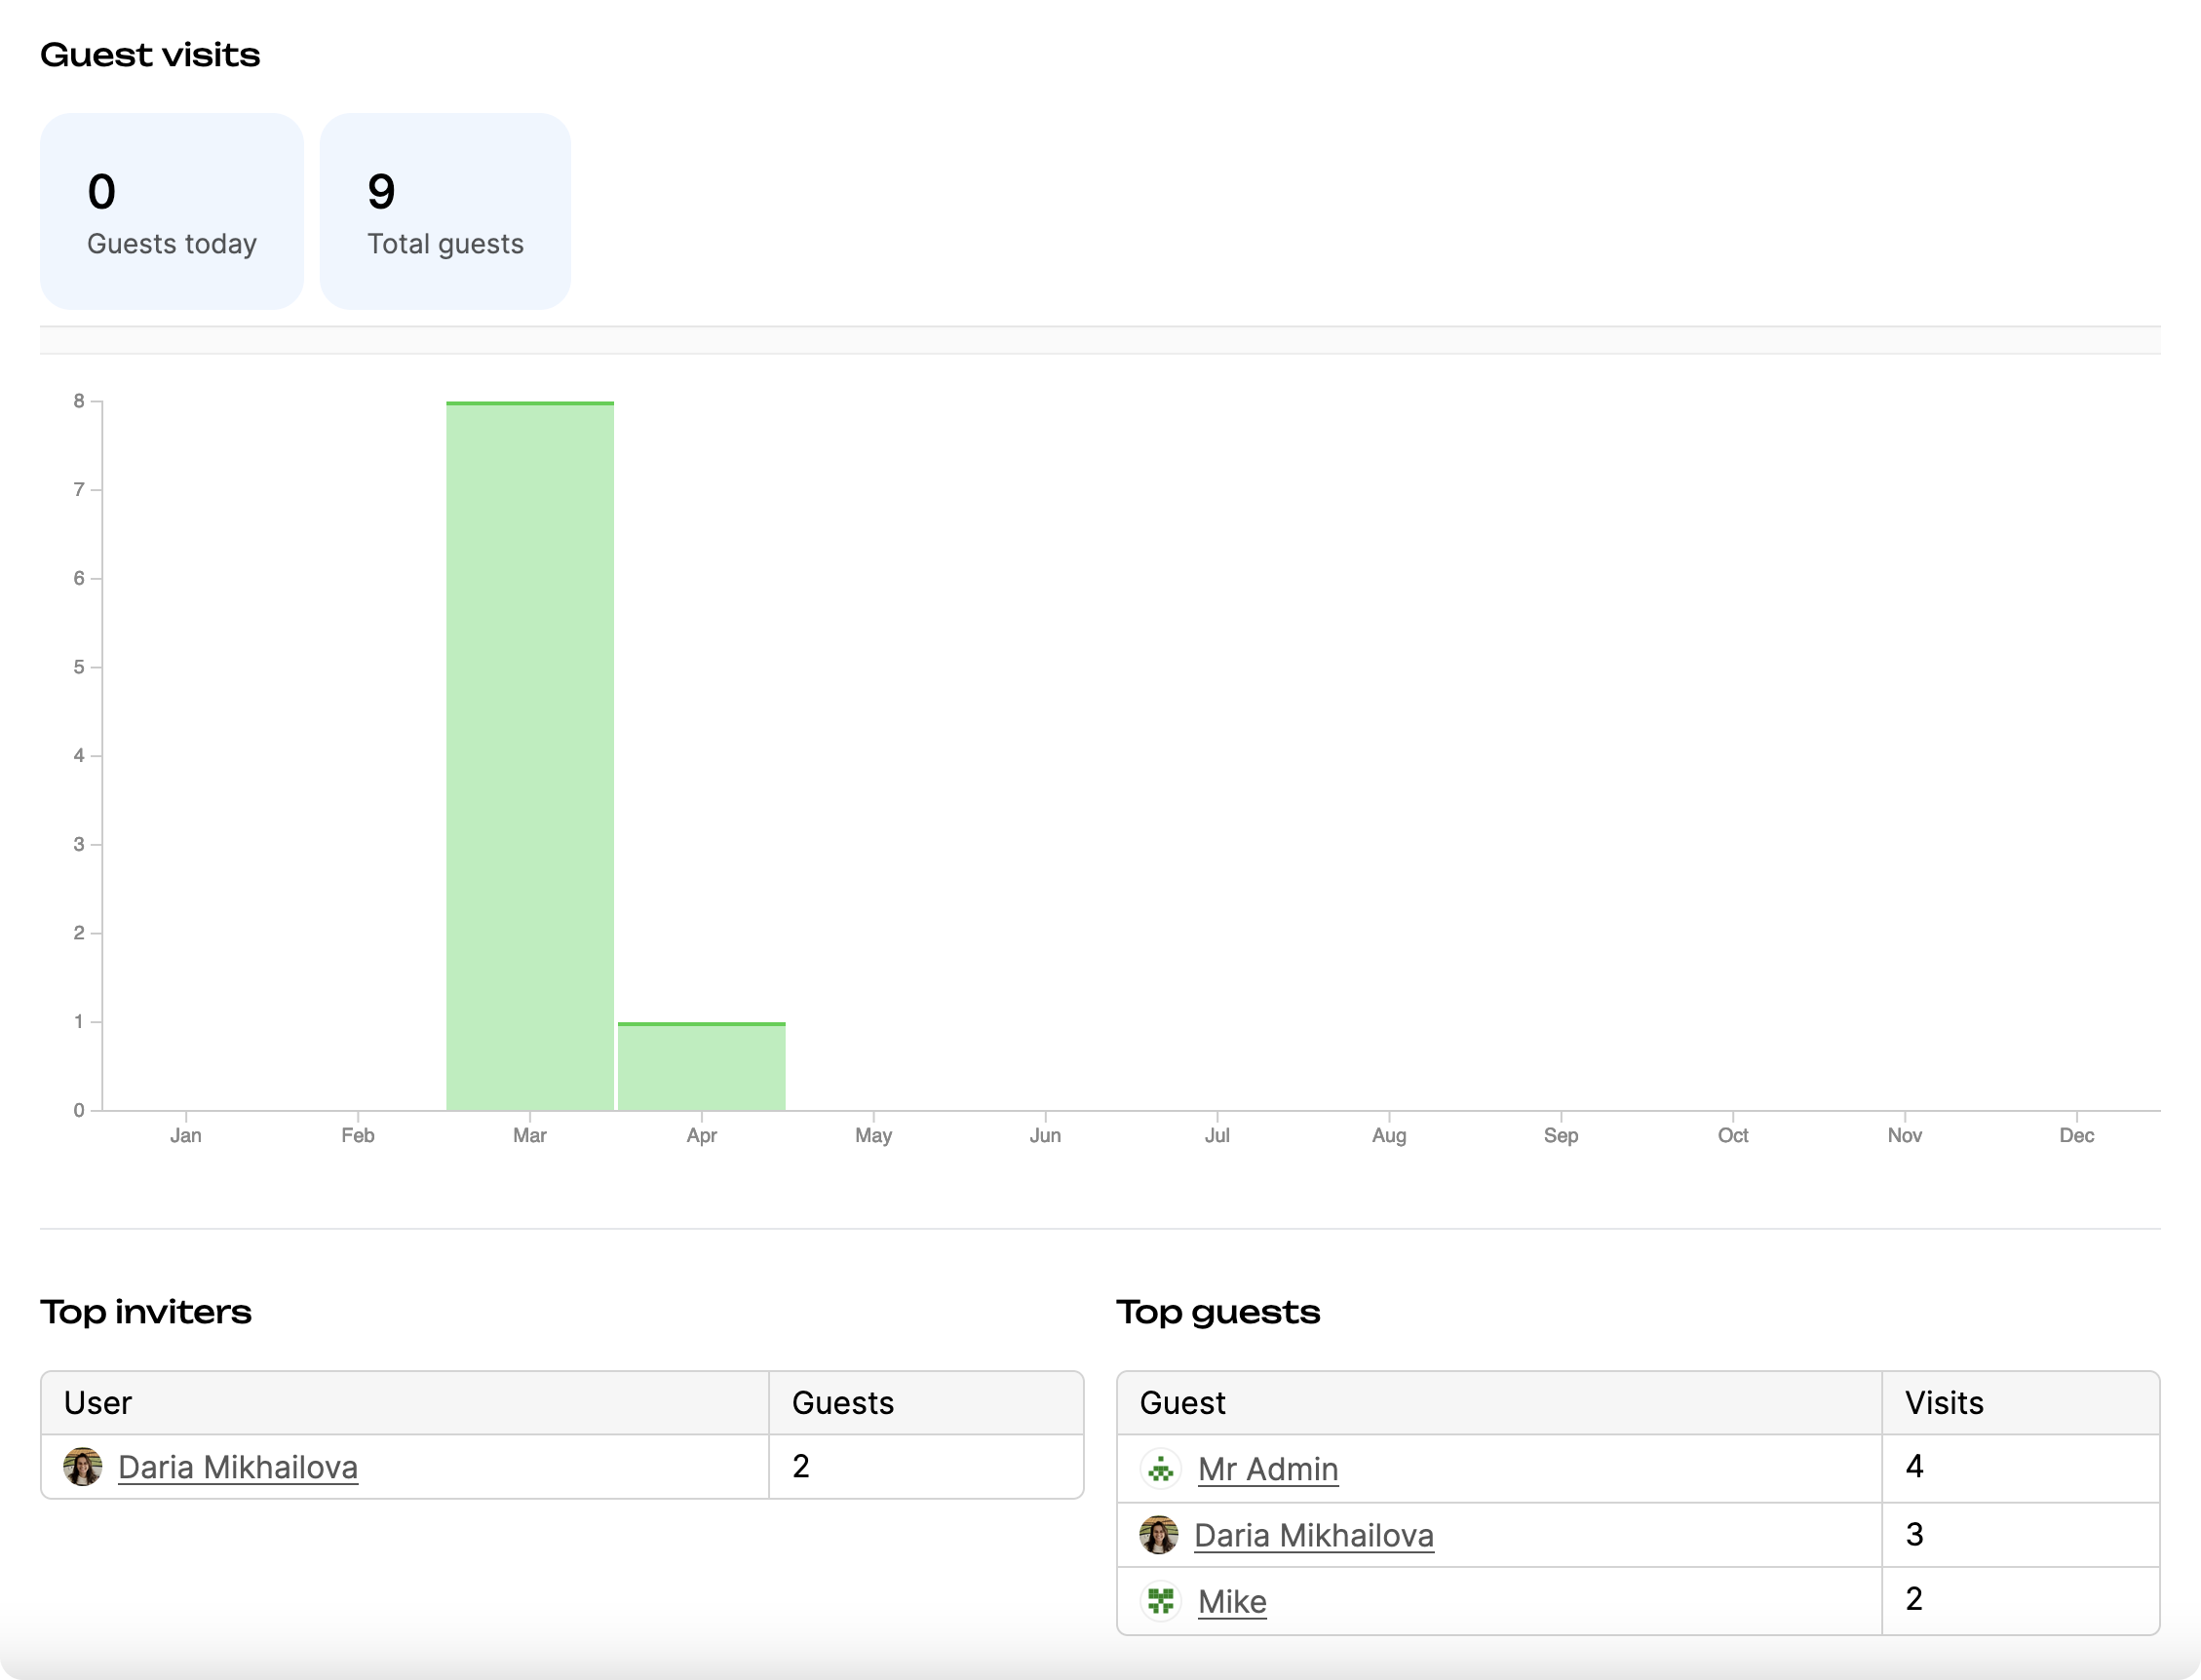 Guest visits
0
Guests today
9
Total guests
8
7
6
5
4
3
2
1
0
Jan Feb Mar Apr May Jun Jul Aug Sep Oct Nov Dec
Top inviters
User Guests
Daria Mikhailova 2
Top guests
Guest Visits
Mr Admin 4
Daria Mikhailova 3
Mike 2